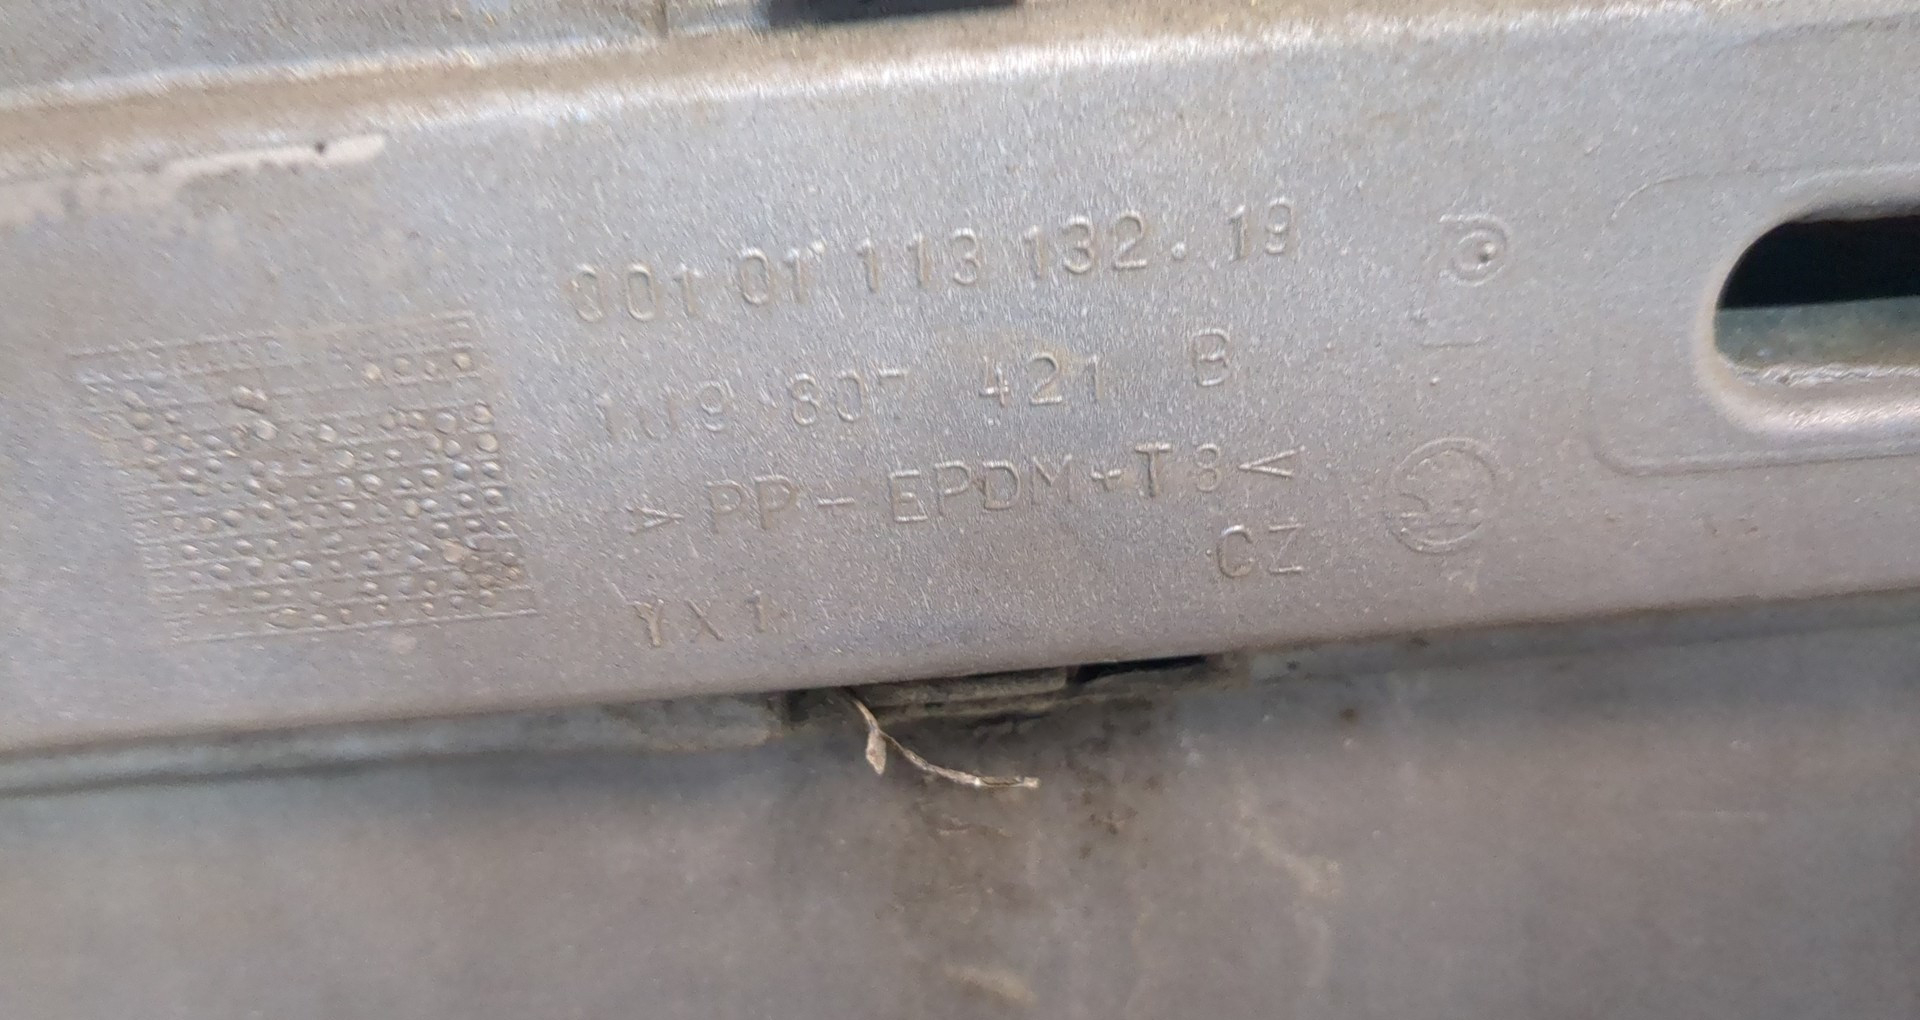 001 01 113 132. 19
1U9 807 421 B
> PP - EPDM+T8 <
CZ
YX1